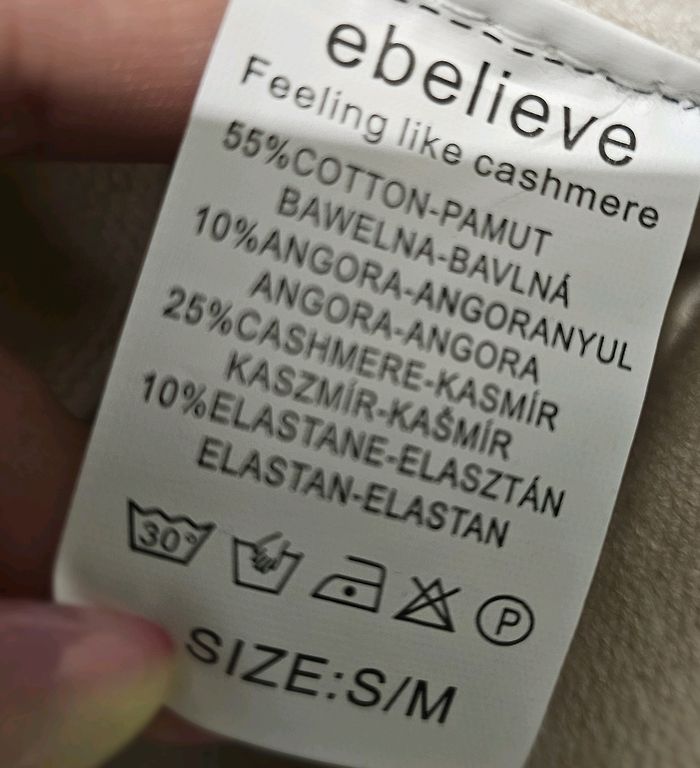 ebelieve
Feeling like cashmere
55%COTTON-PAMUT
BAWELNA-BAVLNÁ
10%ANGORA-ANGORANYUL
ANGORA-ANGORA
25%CASHMERE-KASMÍR
KASZMÍR-KAŠMÍR
10%ELASTANE-ELASZTÁN
ELASTAN-ELASTAN
30°
P
SIZE:S/M